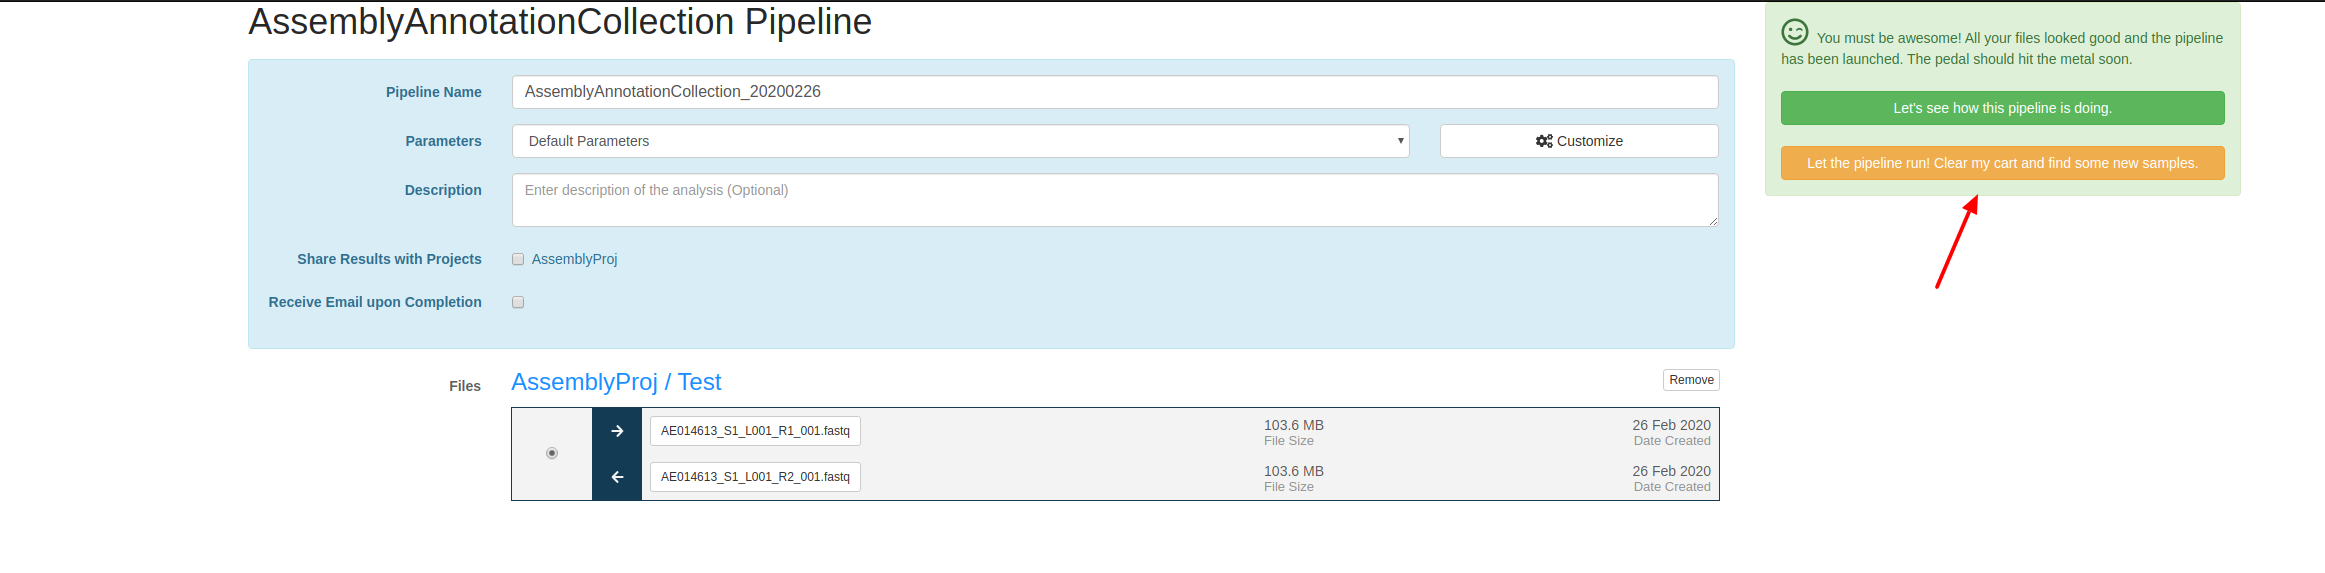 AssemblyAnnotationCollection Pipeline
Pipeline Name
AssemblyAnnotationCollection_20200226
Parameters
Default Parameters
Customize
Description
Enter description of the analysis (Optional)
Share Results with Projects
AssemblyProj
Receive Email upon Completion
Files
AssemblyProj / Test
Remove
AE014613_S1_L001_R1_001.fastq
103.6 MB
File Size
26 Feb 2020
Date Created
AE014613_S1_L001_R2_001.fastq
103.6 MB
File Size
26 Feb 2020
Date Created
You must be awesome! All your files looked good and the pipeline
has been launched. The pedal should hit the metal soon.
Let's see how this pipeline is doing.
Let the pipeline run! Clear my cart and find some new samples.